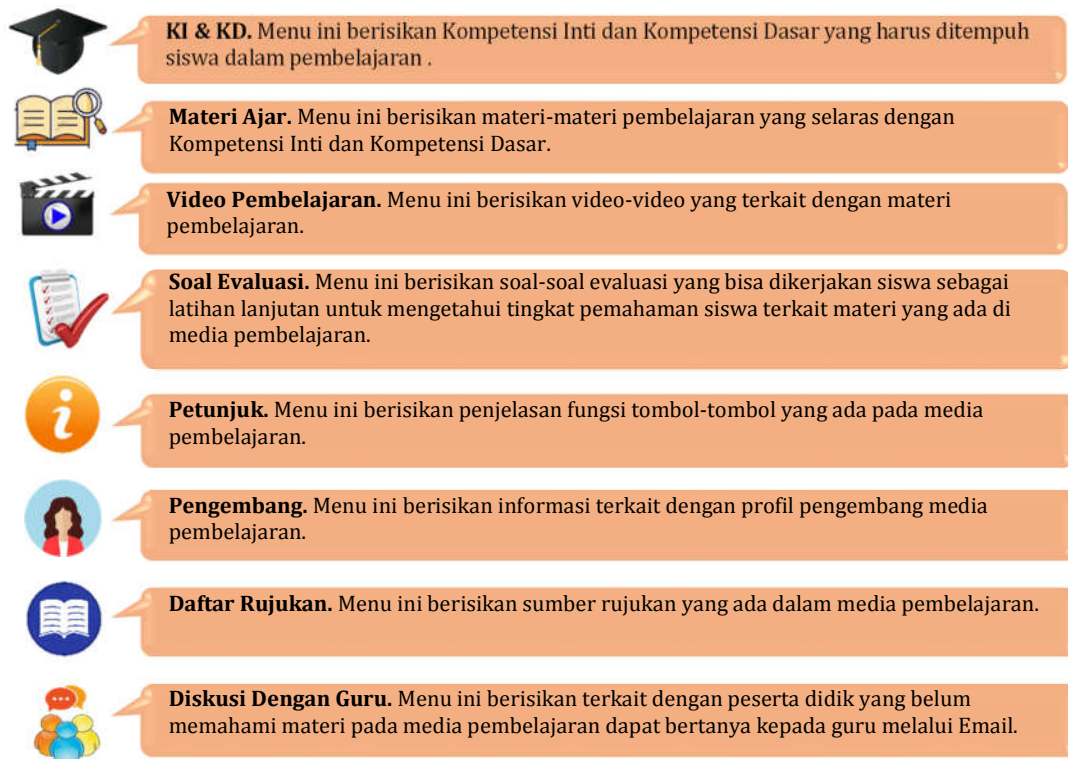 KI & KD. Menu ini berisikan Kompetensi Inti dan Kompetensi Dasar yang harus ditempuh
siswa dalam pembelajaran .
Materi Ajar. Menu ini berisikan materi-materi pembelajaran yang selaras dengan
Kompetensi Inti dan Kompetensi Dasar.
Video Pembelajaran. Menu ini berisikan video-video yang terkait dengan materi
pembelajaran.
Soal Evaluasi. Menu ini berisikan soal-soal evaluasi yang bisa dikerjakan siswa sebagai
latihan lanjutan untuk mengetahui tingkat pemahaman siswa terkait materi yang ada di
media pembelajaran.
Petunjuk. Menu ini berisikan penjelasan fungsi tombol-tombol yang ada pada media
pembelajaran.
Pengembang. Menu ini berisikan informasi terkait dengan profil pengembang media
pembelajaran.
Daftar Rujukan. Menu ini berisikan sumber rujukan yang ada dalam media pembelajaran.
Diskusi Dengan Guru. Menu ini berisikan terkait dengan peserta didik yang belum
memahami materi pada media pembelajaran dapat bertanya kepada guru melalui Email.